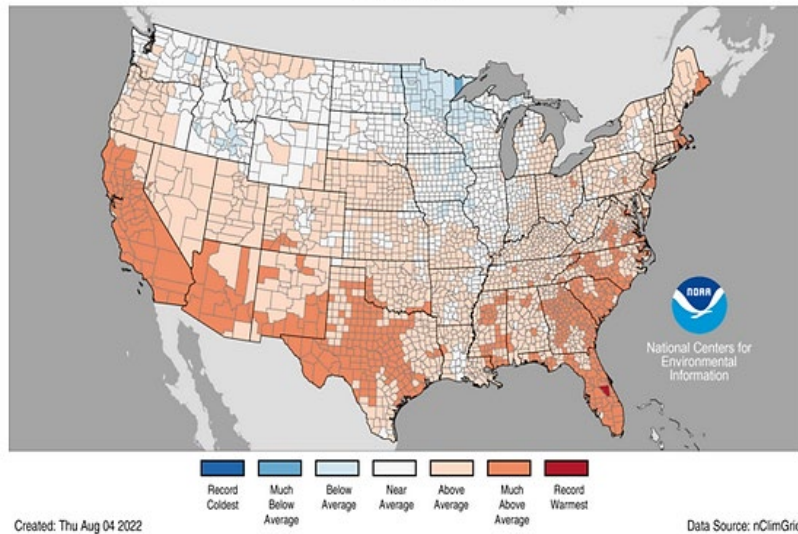 NOAA
National Centers for
Environmental
Information
Record
Coldest
Much
Below
Average
Below
Average
Near
Average
Above
Average
Much
Above
Average
Record
Warmest
Created: Thu Aug 04 2022
Data Source: nClimGri